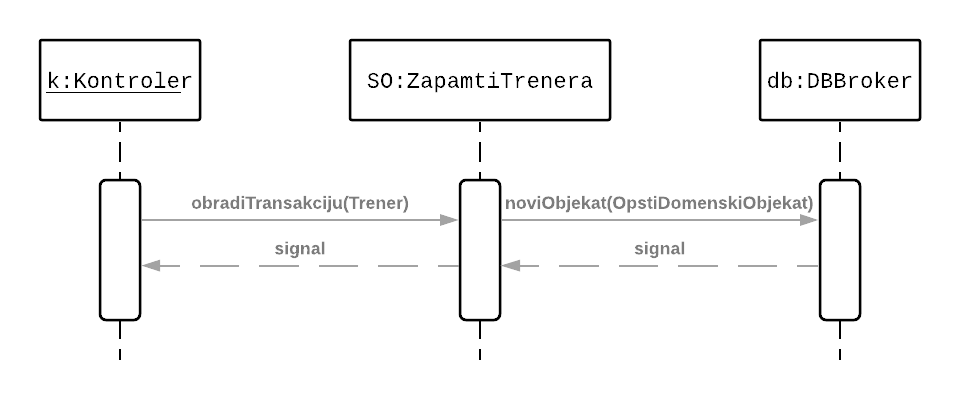 k:Kontroler
SO:ZapamtiTrenera
db:DBBroker
obradiTransakciju(Trener)
noviObjekat(OpstiDomenskiObjekat)
signal
signal